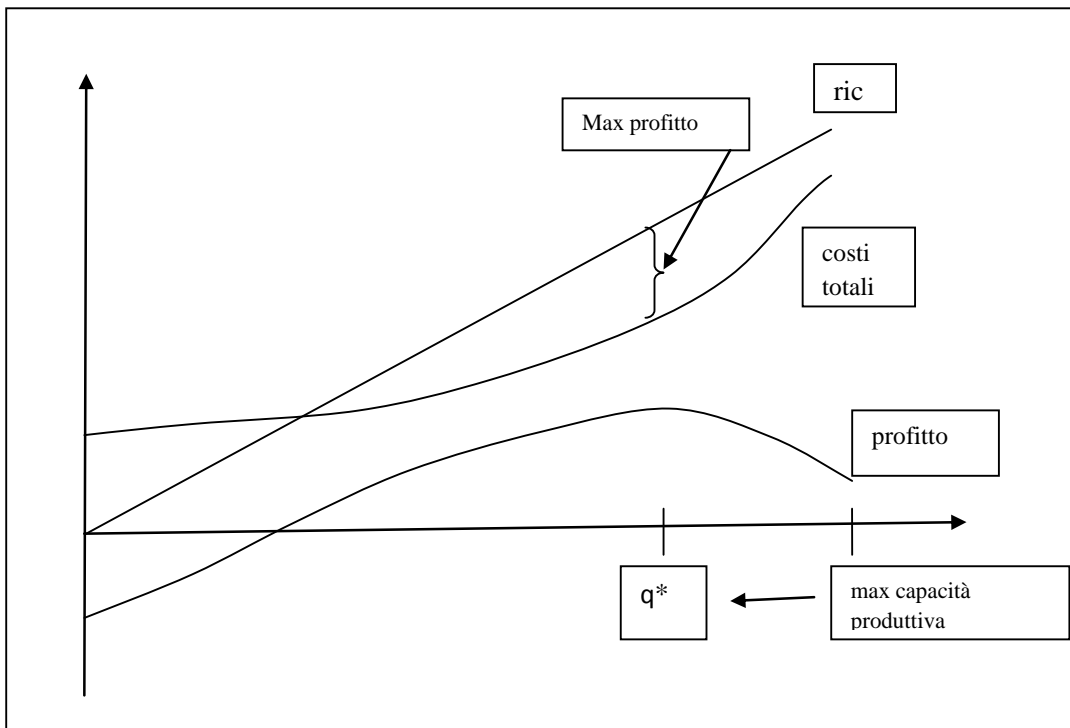 ric
Max profitto
costi
totali
profitto
q*
max capacità
produttiva